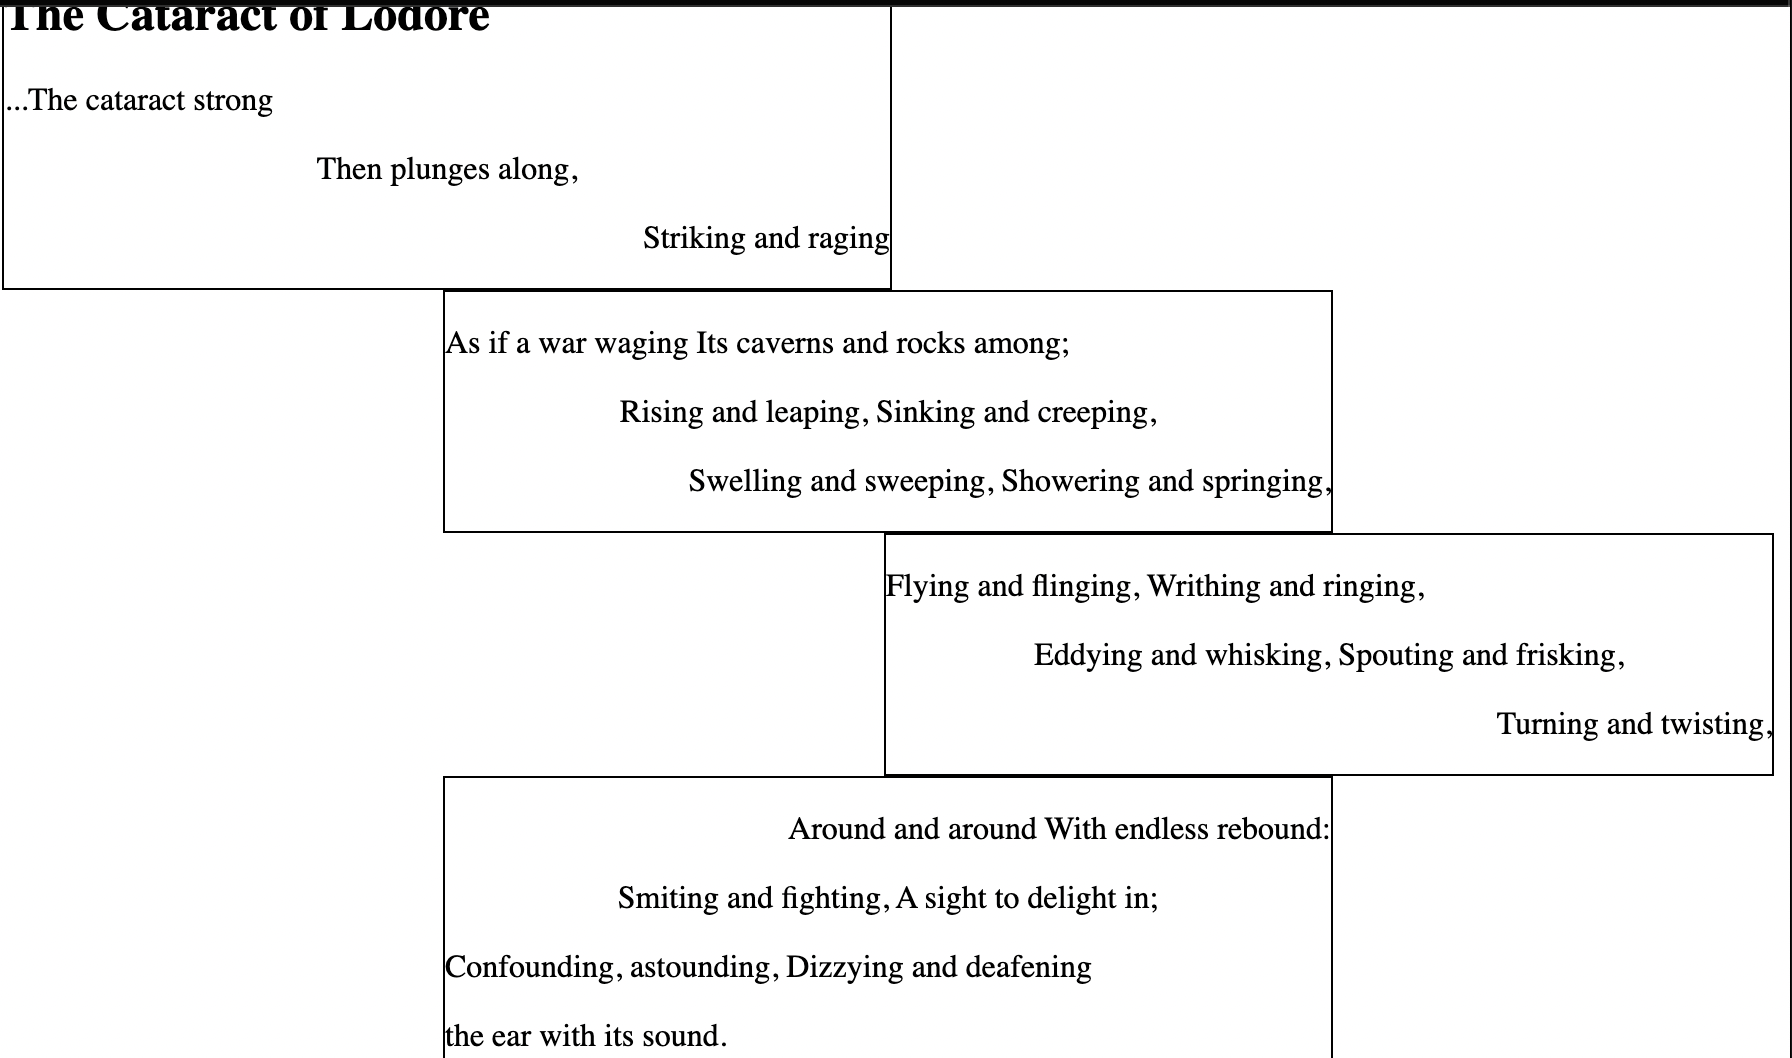 The Cataract of Lodore
...The cataract strong
Then plunges along,
Striking and raging
As if a war waging Its caverns and rocks among;
Rising and leaping, Sinking and creeping,
Swelling and sweeping, Showering and springing,
Flying and flinging, Writhing and ringing,
Eddying and whisking, Spouting and frisking,
Turning and twisting,
Around and around With endless rebound:
Smiting and fighting, A sight to delight in;
Confounding, astounding, Dizzying and deafening
the ear with its sound.